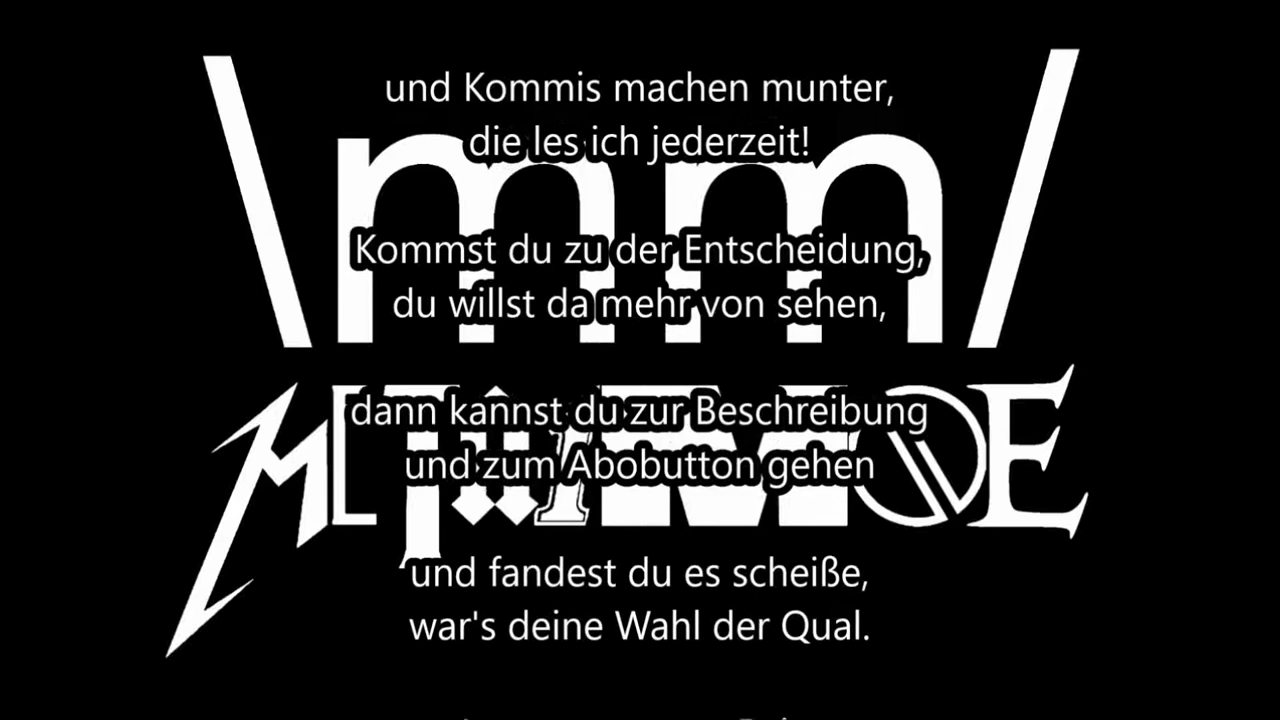 und Kommis machen munter,
die les ich jederzeit!
Kommst du zu der Entscheidung,
du willst da mehr von sehen,
dann kannst du zur Beschreibung
und zum Abobutton gehen
und fandest du es scheiße,
war's deine Wahl der Qual.
\mm/